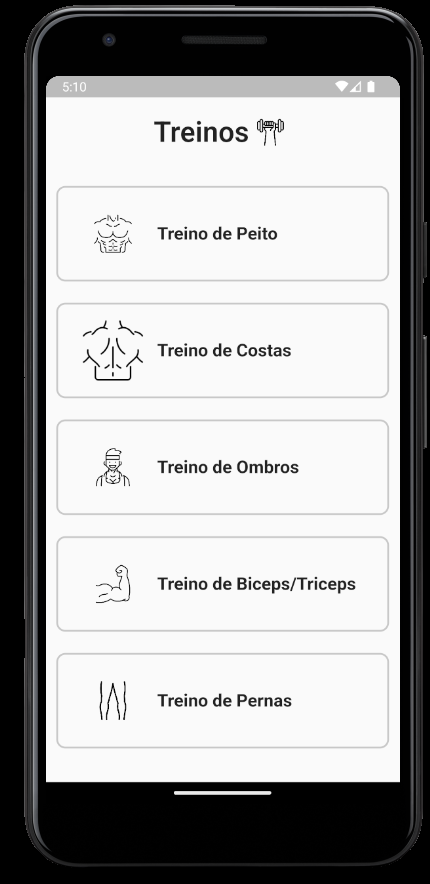 5:10
Treinos
Treino de Peito
Treino de Costas
Treino de Ombros
Treino de Biceps/Triceps
Treino de Pernas